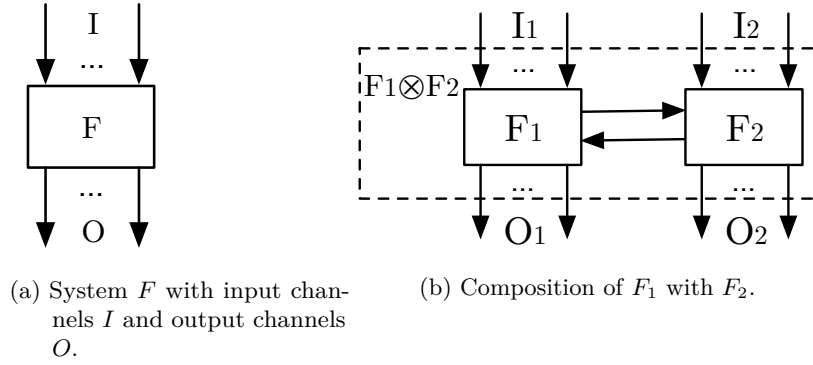 I
...
F
...
O
I1
I2
...
...
F1⊗F2
F1
F2
...
...
O1
O2
(a) System F with input chan-
nels I and output channels
O.
(b) Composition of F1 with F2.